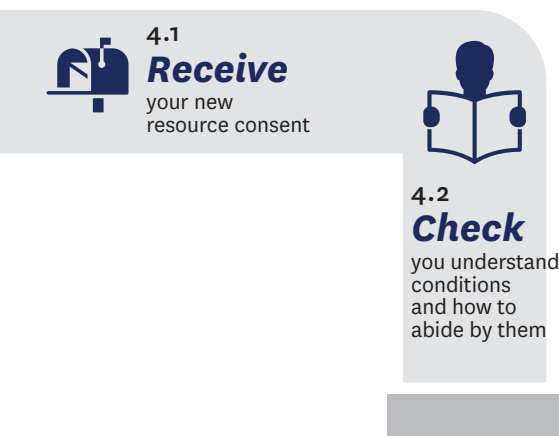 4.1
Receive
your new
resource consent
4.2
Check
you understand
conditions
and how to
abide by them